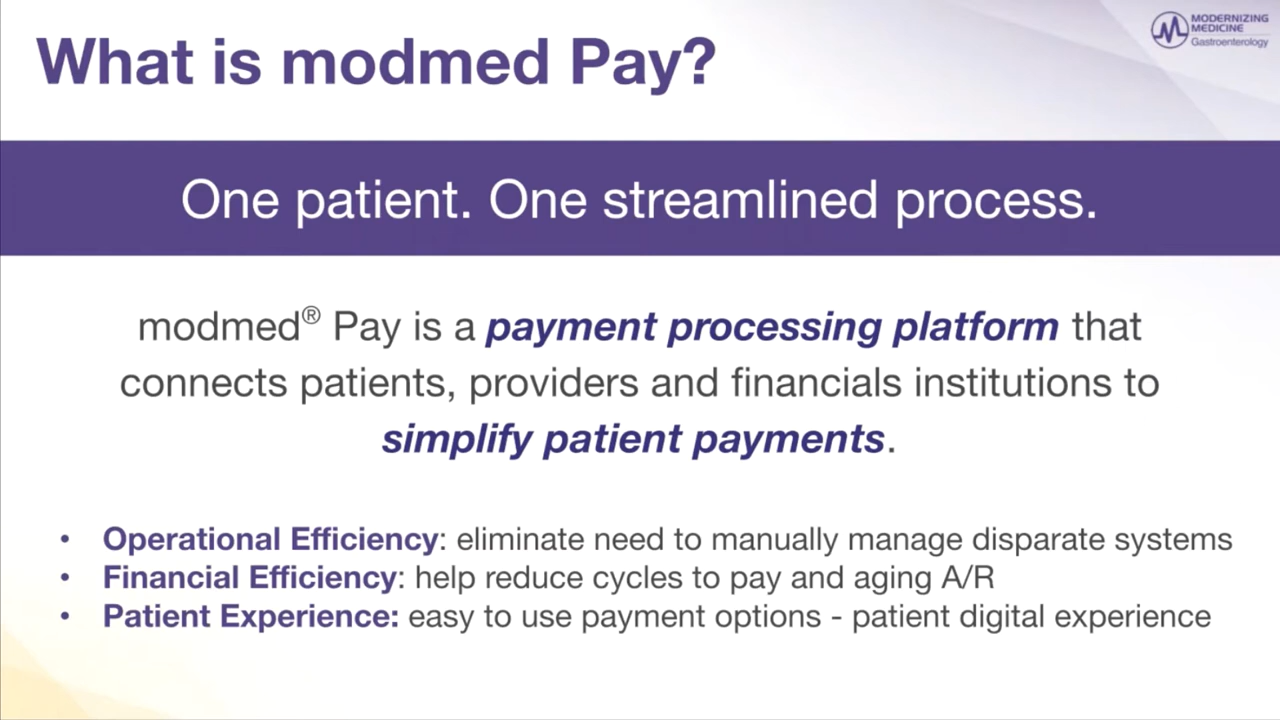 What is modmed Pay?
MODERNIZING
MEDICINE
Gastroenterology
One patient. One streamlined process.
modmed® Pay is a payment processing platform that
connects patients, providers and financials institutions to
simplify patient payments.
• Operational Efficiency: eliminate need to manually manage disparate systems
• Financial Efficiency: help reduce cycles to pay and aging A/R
• Patient Experience: easy to use payment options - patient digital experience